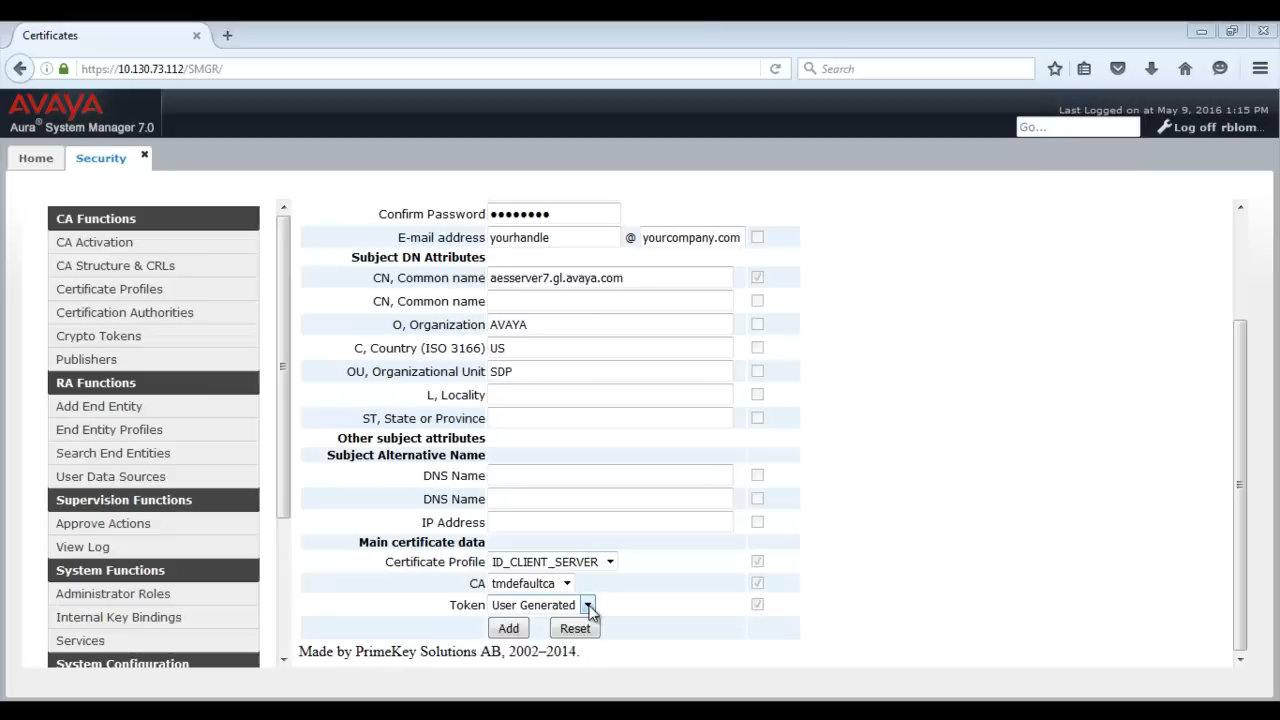 Certificates
https://10.130.73.112/SMGR/
Search
AVAYA
Aura® System Manager 7.0
Last Logged on at May 9, 2016 1:15 PM
Go...
Log off rblom...
Home
Security
CA Functions
CA Activation
CA Structure & CRLs
Certificate Profiles
Certification Authorities
Crypto Tokens
Publishers
RA Functions
Add End Entity
End Entity Profiles
Search End Entities
User Data Sources
Supervision Functions
Approve Actions
View Log
System Functions
Administrator Roles
Internal Key Bindings
Services
System Configuration
Confirm Password ●●●●●●●●
E-mail address yourhandle @ yourcompany.com
Subject DN Attributes
CN, Common name aesserver7.gl.avaya.com
CN, Common name
O, Organization AVAYA
C, Country (ISO 3166) US
OU, Organizational Unit SDP
L, Locality
ST, State or Province
Other subject attributes
Subject Alternative Name
DNS Name
DNS Name
IP Address
Main certificate data
Certificate Profile ID_CLIENT_SERVER
CA tmdefaultca
Token User Generated
Add Reset
Made by PrimeKey Solutions AB, 2002–2014.